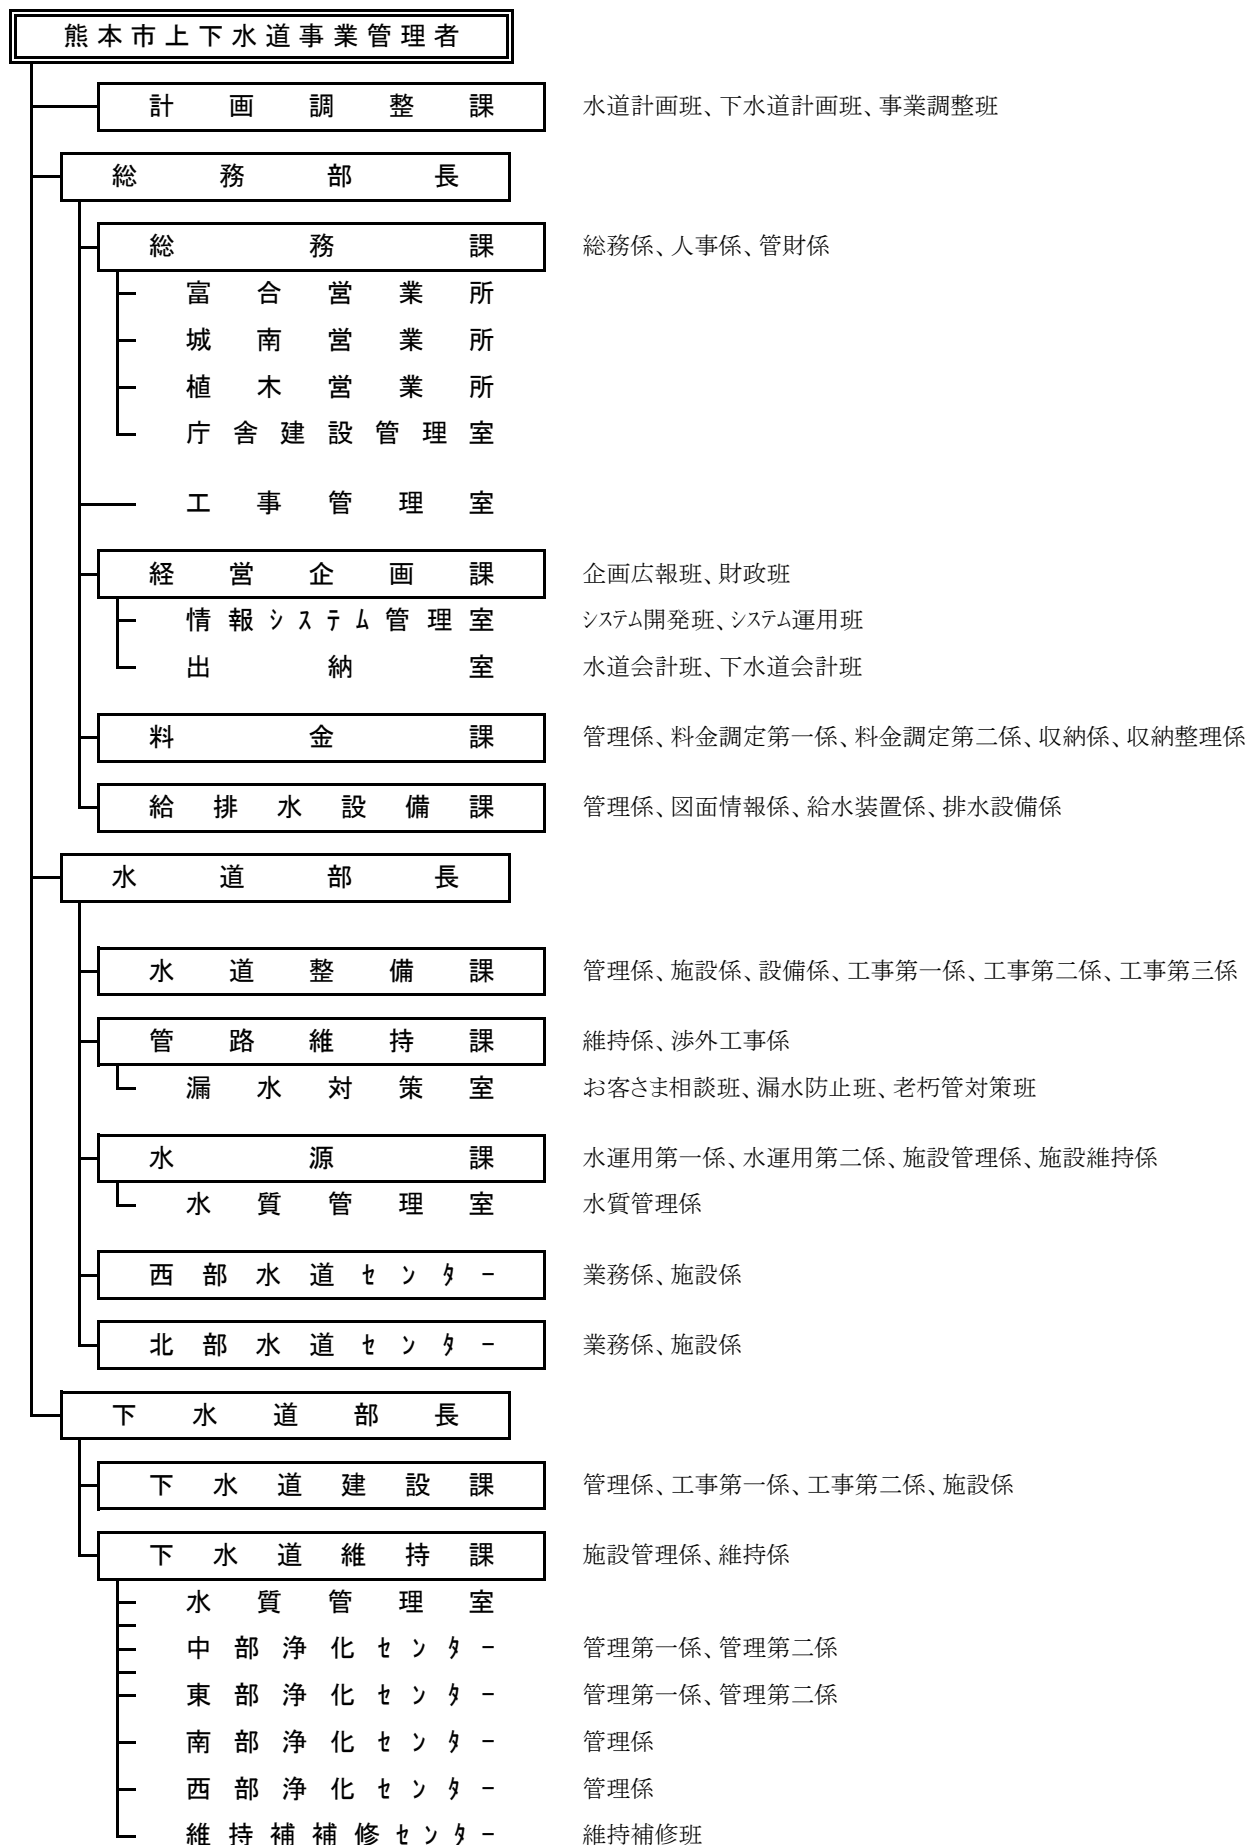 熊本市上下水道事業管理者
計画調整課 水道計画班、下水道計画班、事業調整班
総務部長
総務課 総務係、人事係、管財係
富合営業所
城南営業所
植木営業所
庁舎建設管理室
工事管理室
経営企画課 企画広報班、財政班
情報ｼｽﾃﾑ管理室 ｼｽﾃﾑ開発班、ｼｽﾃﾑ運用班
出納室 水道会計班、下水道会計班
料金課 管理係、料金調定第一係、料金調定第二係、収納係、収納整理係
給排水設備課 管理係、図面情報係、給水装置係、排水設備係
水道部長
水道整備課 管理係、施設係、設備係、工事第一係、工事第二係、工事第三係
管路維持課 維持係、渉外工事係
漏水対策室 お客さま相談班、漏水防止班、老朽管対策班
水源課 水運用第一係、水運用第二係、施設管理係、施設維持係
水質管理室 水質管理係
西部水道ｾﾝﾀｰ 業務係、施設係
北部水道ｾﾝﾀｰ 業務係、施設係
下水道部長
下水道建設課 管理係、工事第一係、工事第二係、施設係
下水道維持課 施設管理係、維持係
水質管理室
中部浄化ｾﾝﾀｰ 管理第一係、管理第二係
東部浄化ｾﾝﾀｰ 管理第一係、管理第二係
南部浄化ｾﾝﾀｰ 管理係
西部浄化ｾﾝﾀｰ 管理係
維持補補修ｾﾝﾀｰ 維持補修班